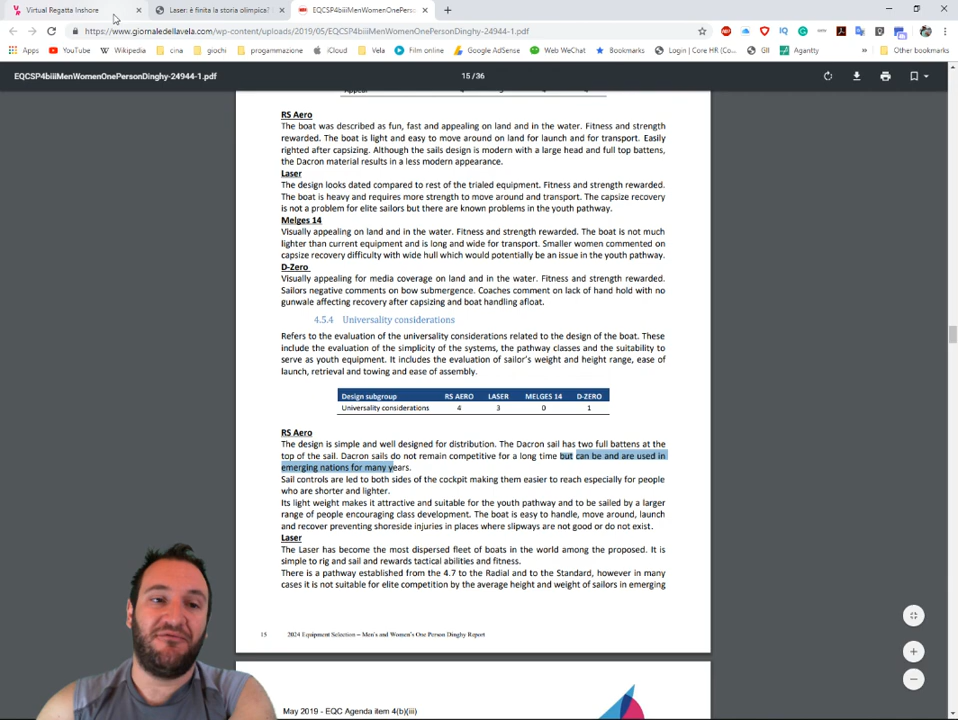 Virtual Regatta Inshore
Laser: è finita la storia olimpica?
EQCSP4biiiMenWomenOnePerson
https://www.giornaledellavela.com/wp-content/uploads/2019/05/EQCSP4biiiMenWomenOnePersonDinghy-24944-1.pdf
Apps YouTube Wikipedia cina giochi progammazione iCloud Vela Film online Google AdSense Web WeChat Bookmarks Login | Core HR (Co... GII Agantty » Other bookmarks
EQCSP4biiiMenWomenOnePersonDinghy-24944-1.pdf 15 / 36
RS Aero
The boat was described as fun, fast and appealing on land and in the water. Fitness and strength
rewarded. The boat is light and easy to move around on land for launch and for transport. Easily
righted after capsizing. Although the sails design is modern with a large head and full top battens,
the Dacron material results in a less modern appearance.
Laser
The design looks dated compared to rest of the trialed equipment. Fitness and strength rewarded.
The boat is heavy and requires more strength to move around and transport. The capsize recovery
is not a problem for elite sailors but there are known problems in the youth pathway.
Melges 14
Visually appealing on land and in the water. Fitness and strength rewarded. The boat is not much
lighter than current equipment and is long and wide for transport. Smaller women commented on
capsize recovery difficulty with wide hull which would potentially be an issue in the youth pathway.
D-Zero
Visually appealing for media coverage on land and in the water. Fitness and strength rewarded.
Sailors negative comments on bow submergence. Coaches comment on lack of hand hold with no
gunwale affecting recovery after capsizing and boat handling afloat.
4.5.4 Universality considerations
Refers to the evaluation of the universality considerations related to the design of the boat. These
include the evaluation of the simplicity of the systems, the pathway classes and the suitability to
serve as youth equipment. It includes the evaluation of sailor's weight and height range, ease of
launch, retrieval and towing and ease of assembly.
Design subgroup RS AERO LASER MELGES 14 D-ZERO
Universality considerations 4 3 0 1
RS Aero
The design is simple and well designed for distribution. The Dacron sail has two full battens at the
top of the sail. Dacron sails do not remain competitive for a long time but can be and are used in
emerging nations for many years.
Sail controls are led to both sides of the cockpit making them easier to reach especially for people
who are shorter and lighter.
Its light weight makes it attractive and suitable for the youth pathway and to be sailed by a larger
range of people encouraging class development. The boat is easy to handle, move around, launch
and recover preventing shoreside injuries in places where slipways are not good or do not exist.
Laser
The Laser has become the most dispersed fleet of boats in the world among the proposed. It is
simple to rig and sail and rewards tactical abilities and fitness.
There is a pathway established from the 4.7 to the Radial and to the Standard, however in many
cases it is not suitable for elite competition by the average height and weight of sailors in emerging
15 2024 Equipment Selection – Men's and Women's One Person Dinghy Report
May 2019 - EQC Agenda item 4(b)(iii)